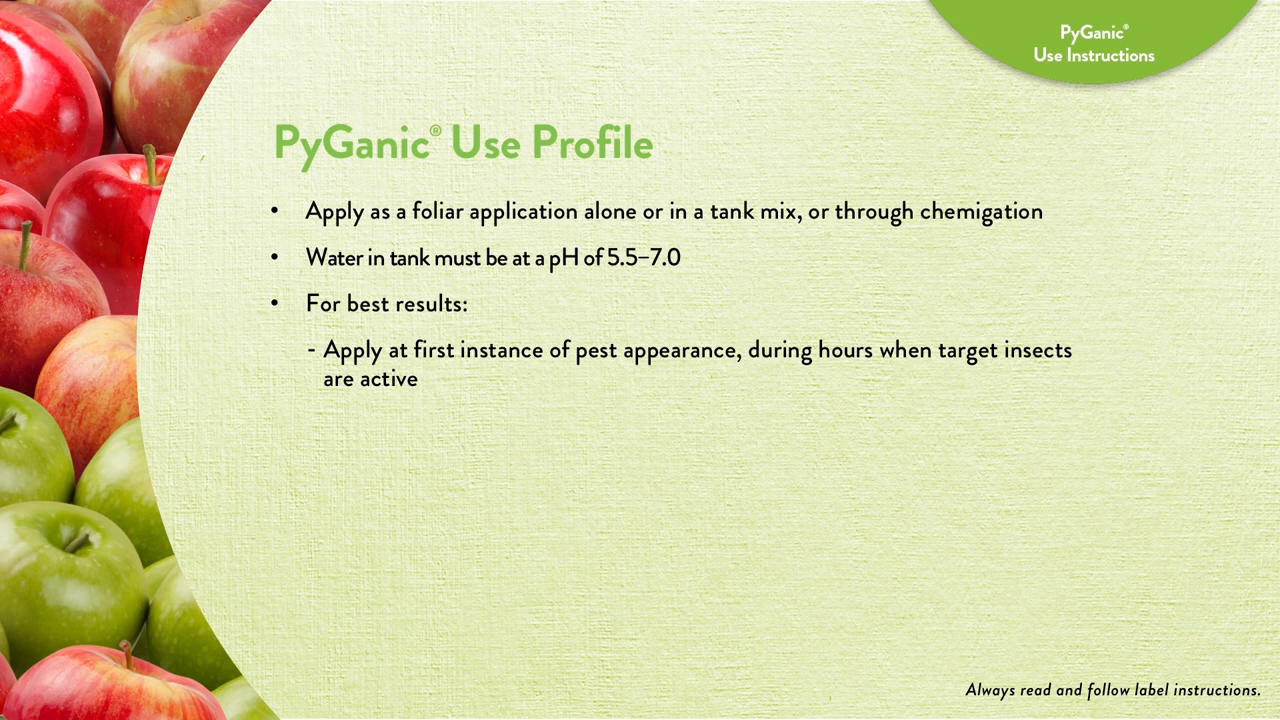 PyGanic®
Use Instructions
PyGanic® Use Profile
• Apply as a foliar application alone or in a tank mix, or through chemigation
• Water in tank must be at a pH of 5.5–7.0
• For best results:
- Apply at first instance of pest appearance, during hours when target insects
are active
Always read and follow label instructions.